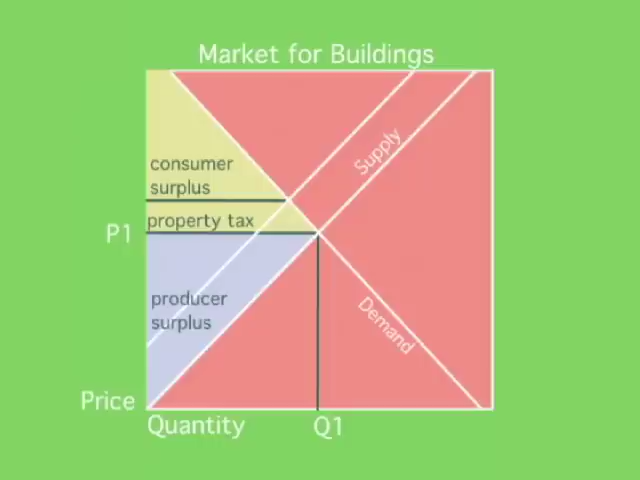 Market for Buildings
consumer
surplus
Supply
property tax
P1
producer
surplus
Demand
Price
Quantity
Q1